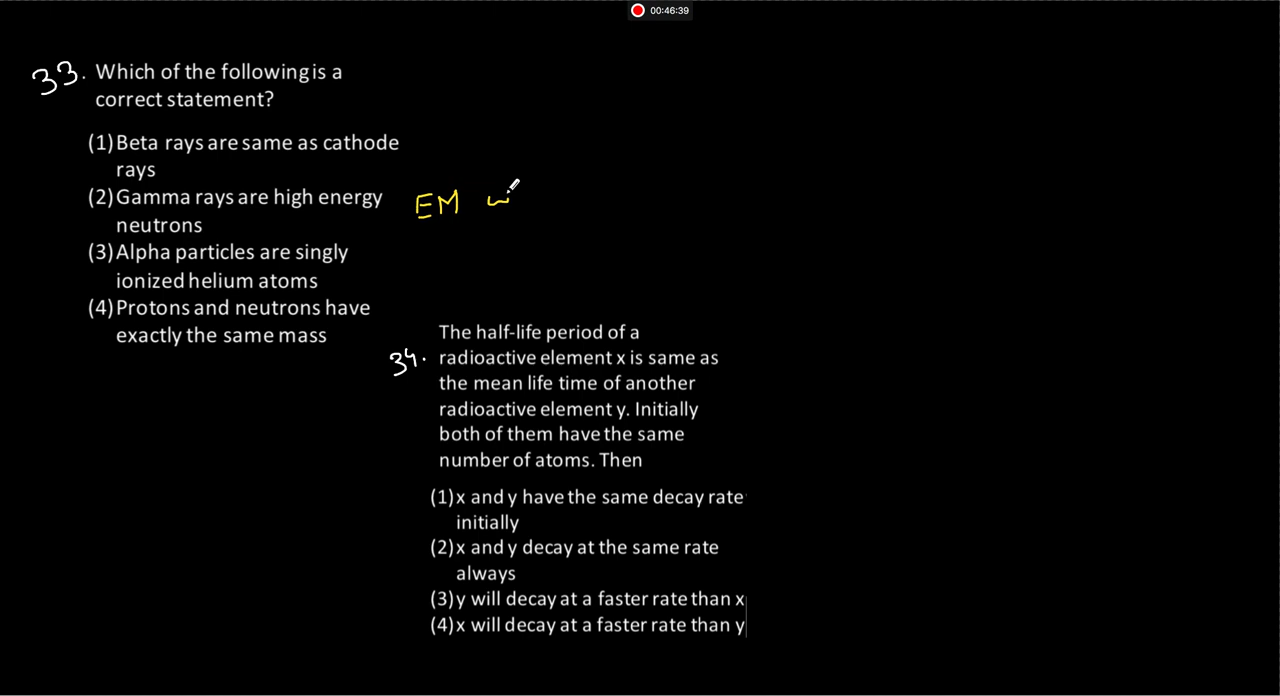 00:46:39
33. Which of the following is a
correct statement?
(1) Beta rays are same as cathode
rays
(2) Gamma rays are high energy
neutrons
EM
(3) Alpha particles are singly
ionized helium atoms
(4) Protons and neutrons have
exactly the same mass
34. The half-life period of a
radioactive element x is same as
the mean life time of another
radioactive element y. Initially
both of them have the same
number of atoms. Then
(1) x and y have the same decay rate
initially
(2) x and y decay at the same rate
always
(3) y will decay at a faster rate than x
(4) x will decay at a faster rate than y